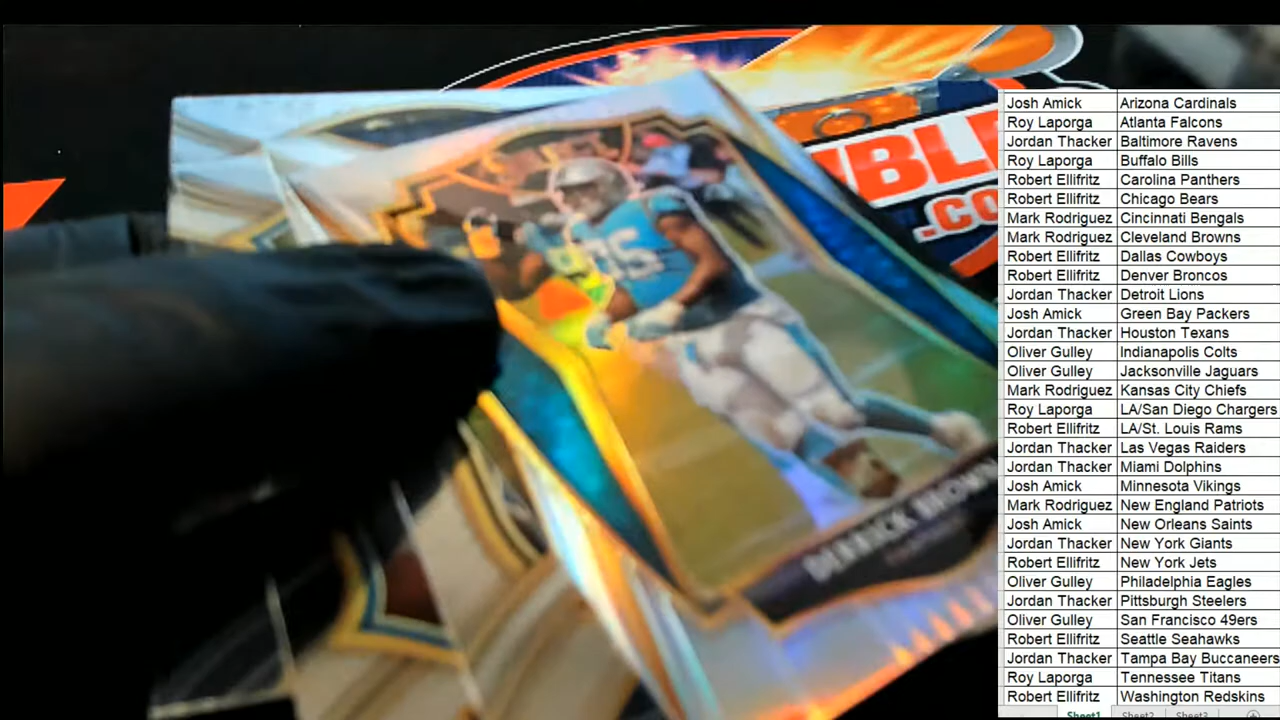 UMBLE
.CO
95
DERRICK BROWN
Josh Amick Arizona Cardinals
Roy Laporga Atlanta Falcons
Jordan Thacker Baltimore Ravens
Roy Laporga Buffalo Bills
Robert Ellifritz Carolina Panthers
Robert Ellifritz Chicago Bears
Mark Rodriguez Cincinnati Bengals
Mark Rodriguez Cleveland Browns
Robert Ellifritz Dallas Cowboys
Robert Ellifritz Denver Broncos
Jordan Thacker Detroit Lions
Josh Amick Green Bay Packers
Jordan Thacker Houston Texans
Oliver Gulley Indianapolis Colts
Oliver Gulley Jacksonville Jaguars
Mark Rodriguez Kansas City Chiefs
Roy Laporga LA/San Diego Chargers
Robert Ellifritz LA/St. Louis Rams
Jordan Thacker Las Vegas Raiders
Jordan Thacker Miami Dolphins
Josh Amick Minnesota Vikings
Mark Rodriguez New England Patriots
Josh Amick New Orleans Saints
Jordan Thacker New York Giants
Robert Ellifritz New York Jets
Oliver Gulley Philadelphia Eagles
Jordan Thacker Pittsburgh Steelers
Oliver Gulley San Francisco 49ers
Robert Ellifritz Seattle Seahawks
Jordan Thacker Tampa Bay Buccaneers
Roy Laporga Tennessee Titans
Robert Ellifritz Washington Redskins
Sheet1 Sheet2 Sheet3